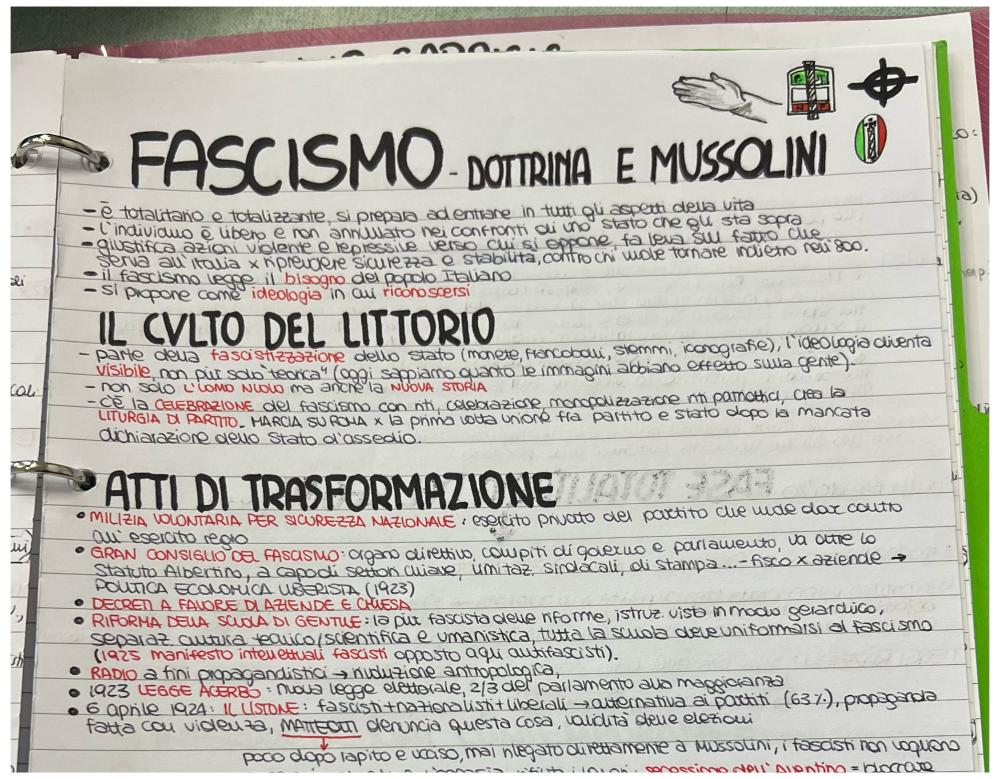 FASCISMO - DOTTRINA E MUSSOLINI
- è totalitario e totalizzante, si prepara ad entrare in tutti gli aspetti della vita
- l'individuo è libero e non annullato nei confronti di uno stato che gli sta sopra
- giustifica azioni violente e repressive verso chi si oppone, fa leva sul fatto che
serva all'Italia x riprendere sicurezza e stabilità, contro chi vuole tornare indietro nell'800.
- il fascismo legge il bisogno del popolo Italiano
- si propone come ideologia in cui riconoscersi
IL CVLTO DEL LITTORIO
- parte della fascistizzazione dello stato (monete, francobolli, stemmi, iconografie), l'ideologia diventa
visibile, non più solo "teorica" (oggi sappiamo quanto le immagini abbiano effetto sulla gente).
- non solo L'UOMO NUOVO ma anche la NUOVA STORIA
- c'è la CELEBRAZIONE del fascismo con riti, celebrazione monopolizzazione riti patriottici, crea la
LITURGIA DI PARTITO. MARCIA SU ROMA x la prima volta unione fra partito e stato dopo la mancata
dichiarazione dello Stato d'assedio.
ATTI DI TRASFORMAZIONE
• MILIZIA VOLONTARIA PER SICUREZZA NAZIONALE : esercito privato del partito che vuole dar contro
all'esercito regio
• GRAN CONSIGLIO DEL FASCISMO: organo direttivo, compiti di governo e parlamento, va oltre lo
Statuto Albertino, a capo di settori chiave, limitaz. sindacali, di stampa... - fisco x aziende →
POLITICA ECONOMICA LIBERISTA (1923)
• DECRETI A FAVORE DI AZIENDE E CHIESA
• RIFORMA DELLA SCUOLA DI GENTILE : la più fascista delle riforme, istruz. vista in modo gerarchico,
separaz. cultura tecnico/scientifica e umanistica, tutta la scuola deve uniformarsi al fascismo
(1925 manifesto intellettuali fascisti opposto agli antifascisti).
• RADIO a fini propagandistici → riduzione antropologica,
• 1923 LEGGE ACERBO : nuova legge elettorale, 2/3 del parlamento alla maggioranza
• 6 aprile 1924: IL LISTONE : fascisti+nazionalisti+liberali → alternativa ai partiti (63%), propaganda
fatta con violenza, MATTEOTTI denuncia questa cosa, validità delle elezioni
poco dopo rapito e ucciso, mai rilegato direttamente a Mussolini, i fascisti non vogliono
secessione dell'Aventino = bloccare